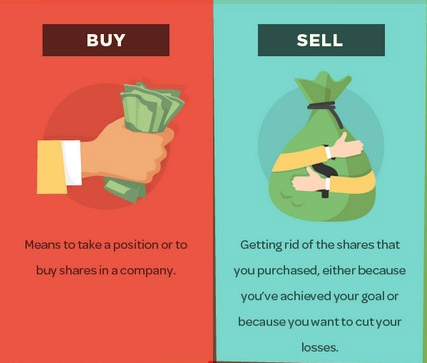 BUY
Means to take a position or to
buy shares in a company.
SELL
Getting rid of the shares that
you purchased, either because
you've achieved your goal or
because you want to cut your
losses.